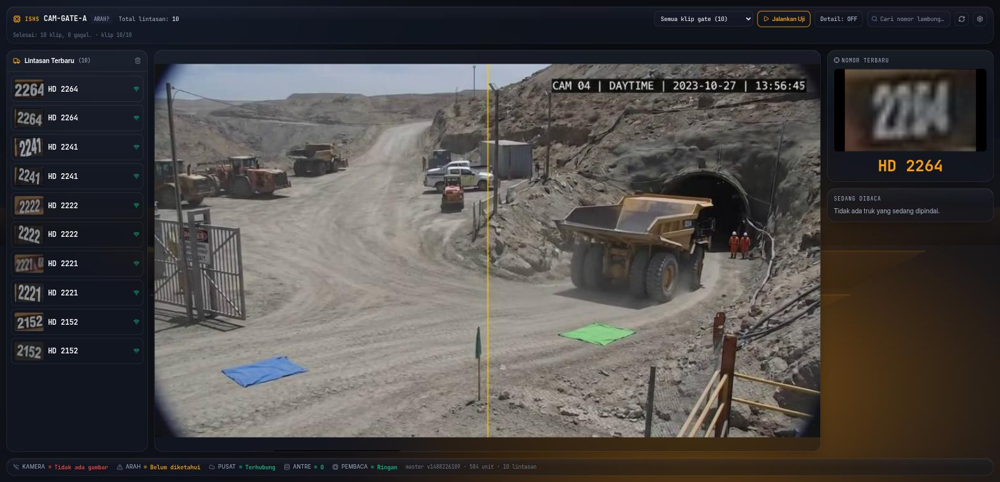 ISHS CAM-GATE-A ARAH? Total lintasan: 10
Semua klip gate (10)
Jalankan Uji
Detail: OFF
Cari nomor lambung…
Selesai: 10 klip, 0 gagal. · klip 10/10
Lintasan Terbaru (10)
2264 HD 2264
2264 HD 2264
2241 HD 2241
2241 HD 2241
2222 HD 2222
2222 HD 2222
2221 HD 2221
2221 HD 2221
2152 HD 2152
2152 HD 2152
CAM 04 | DAYTIME | 2023-10-27 | 13:56:45
NOMOR TERBARU
HD 2264
SEDANG DIBACA
Tidak ada truk yang sedang dipindai.
KAMERA Tidak ada gambar ARAH Belum diketahui PUSAT Terhubung ANTRE 0 PEMBACA Ringan master v1488226109 · 584 unit · 10 lintasan